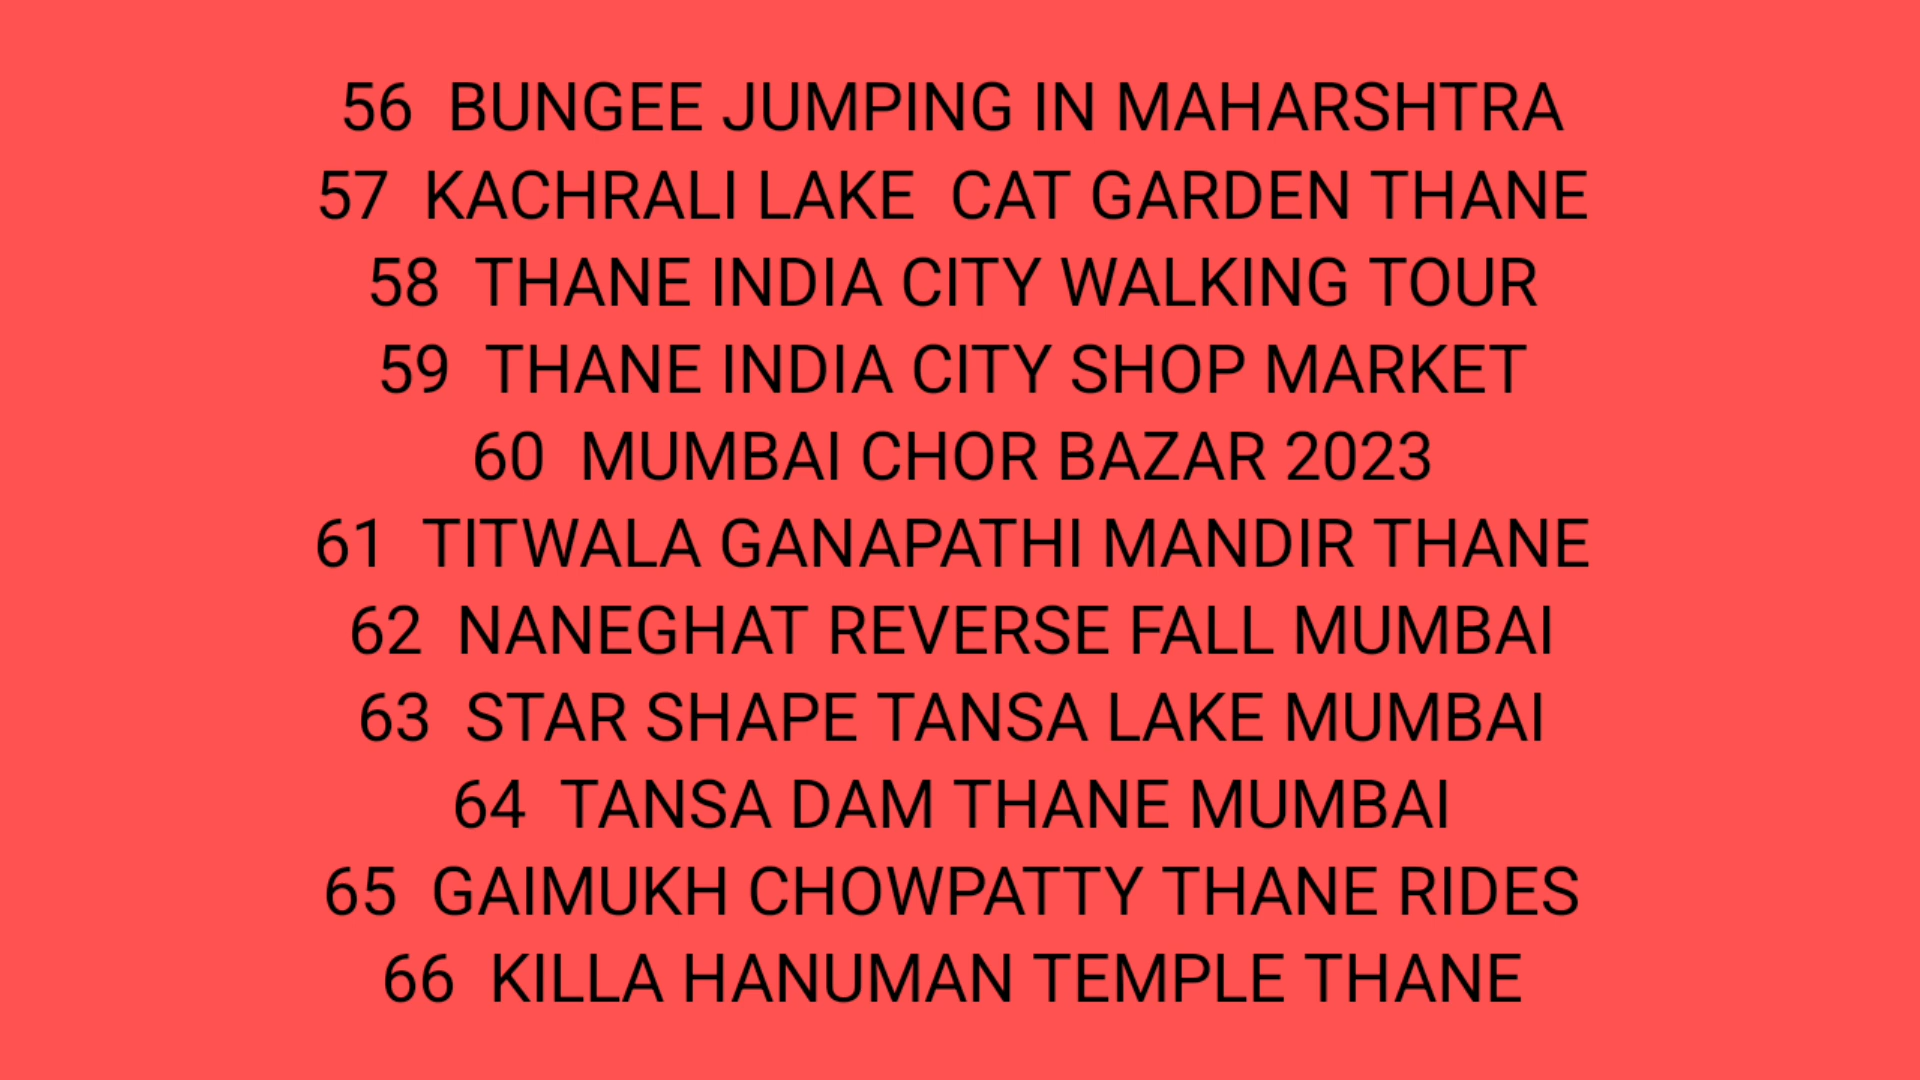 56  BUNGEE JUMPING IN MAHARSHTRA
57  KACHRALI LAKE  CAT GARDEN THANE
58  THANE INDIA CITY WALKING TOUR
59  THANE INDIA CITY SHOP MARKET
60  MUMBAI CHOR BAZAR 2023
61  TITWALA GANAPATHI MANDIR THANE
62  NANEGHAT REVERSE FALL MUMBAI
63  STAR SHAPE TANSA LAKE MUMBAI
64  TANSA DAM THANE MUMBAI
65  GAIMUKH CHOWPATTY THANE RIDES
66  KILLA HANUMAN TEMPLE THANE